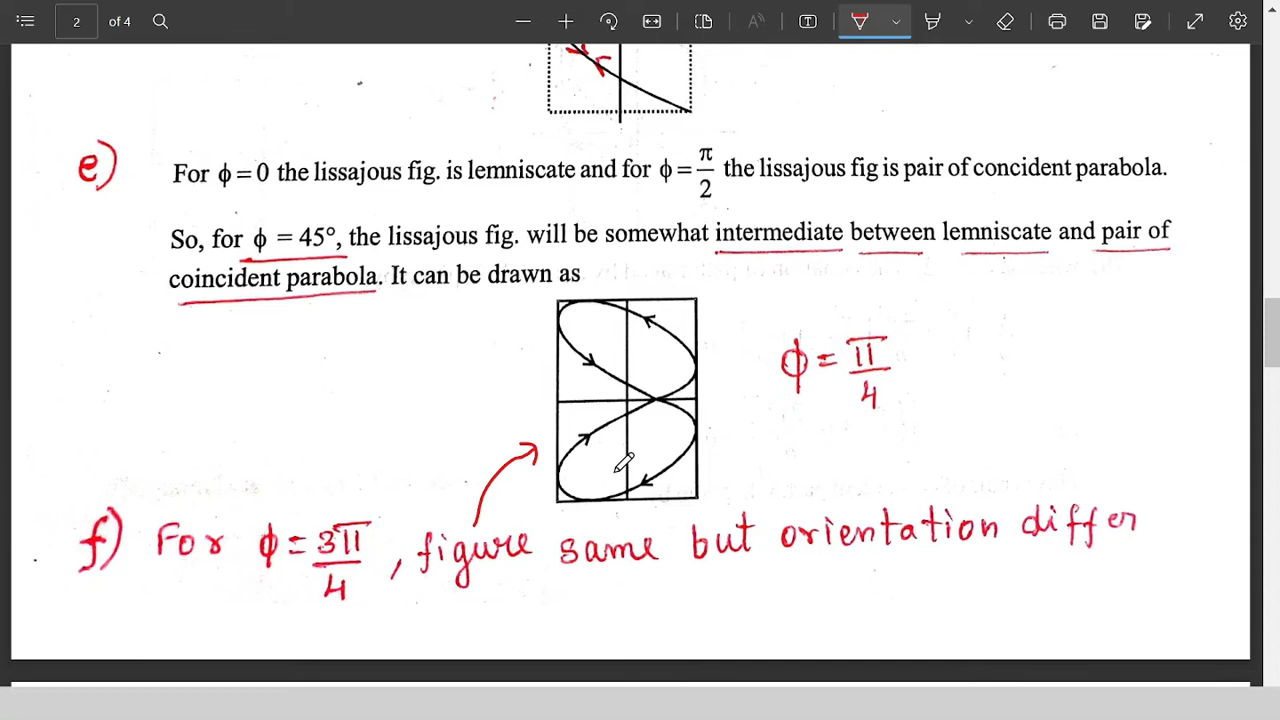 2 of 4
e)
For ϕ = 0 the lissajous fig. is lemniscate and for ϕ = π/2 the lissajous fig is pair of concident parabola.
So, for ϕ = 45°, the lissajous fig. will be somewhat intermediate between lemniscate and pair of
coincident parabola. It can be drawn as
ϕ = π/4
f) For ϕ = 3π/4, figure same but orientation differ